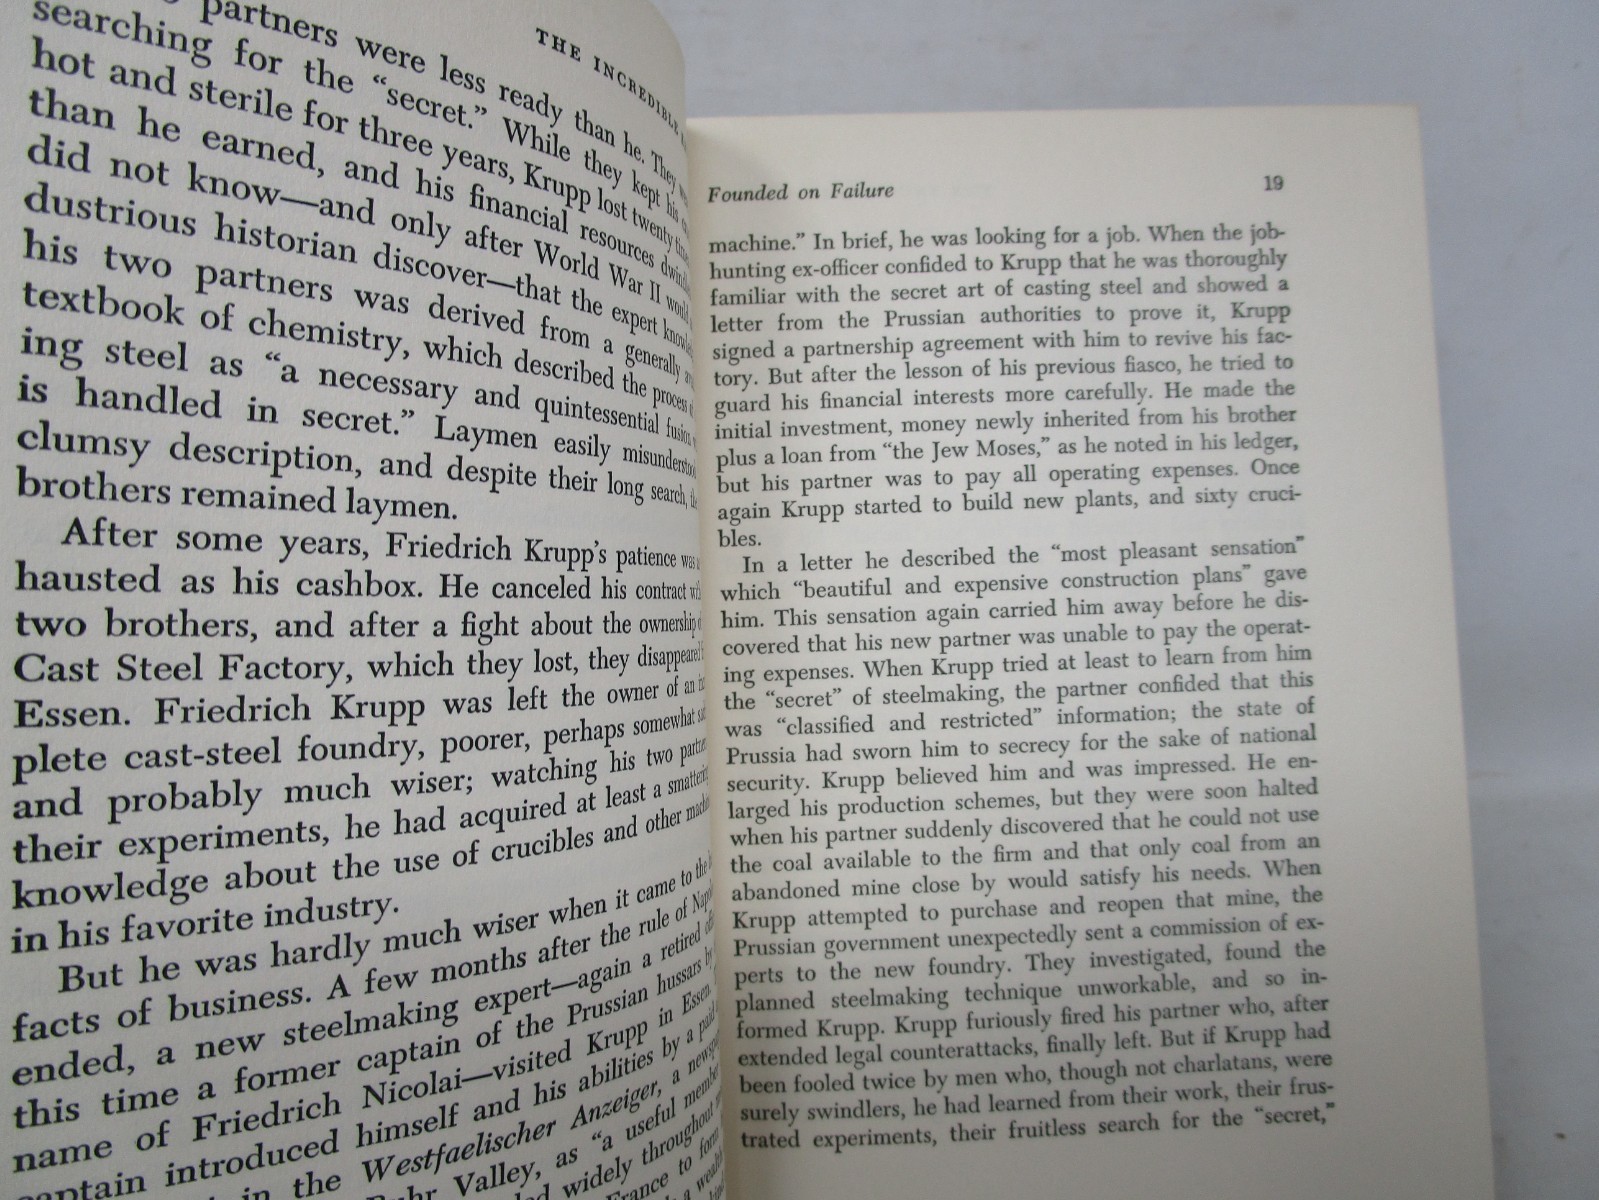 THE INCREDIBLE
partners were less ready than he. They
searching for the “secret.” While they kept his
hot and sterile for three years, Krupp lost twenty
than he earned, and his financial resources
did not know—and only after World War II would
dustrious historian discover—that the expert
his two partners was derived from a generally
textbook of chemistry, which described the process
ing steel as “a necessary and quintessential fusion
is handled in secret.” Laymen easily
clumsy description, and despite their long search,
brothers remained laymen.
After some years, Friedrich Krupp’s patience was
hausted as his cashbox. He canceled his contract
two brothers, and after a fight about the ownership
Cast Steel Factory, which they lost, they disappeared
Essen. Friedrich Krupp was left the owner of an
plete cast-steel foundry, poorer, perhaps somewhat
and probably much wiser; watching his two
their experiments, he had acquired at least a smattering
knowledge about the use of crucibles and other
in his favorite industry.
But he was hardly much wiser when it came to the
facts of business. A few months after the rule of
ended, a new steelmaking expert—again a retired
this time a former captain of the Prussian hussars
name of Friedrich Nicolai—visited Krupp in Essen.
captain introduced himself and his abilities by a paid
in the Westfaelischer Anzeiger, a
Valley, as “a useful
widely throughout
France to form
Founded on Failure 19
machine.” In brief, he was looking for a job. When the job-
hunting ex-officer confided to Krupp that he was thoroughly
familiar with the secret art of casting steel and showed a
letter from the Prussian authorities to prove it, Krupp
signed a partnership agreement with him to revive his fac-
tory. But after the lesson of his previous fiasco, he tried to
guard his financial interests more carefully. He made the
initial investment, money newly inherited from his brother
plus a loan from “the Jew Moses,” as he noted in his ledger,
but his partner was to pay all operating expenses. Once
again Krupp started to build new plants, and sixty cruci-
bles.
In a letter he described the “most pleasant sensation”
which “beautiful and expensive construction plans” gave
him. This sensation again carried him away before he dis-
covered that his new partner was unable to pay the operat-
ing expenses. When Krupp tried at least to learn from him
the “secret” of steelmaking, the partner confided that this
was “classified and restricted” information; the state of
Prussia had sworn him to secrecy for the sake of national
security. Krupp believed him and was impressed. He en-
larged his production schemes, but they were soon halted
when his partner suddenly discovered that he could not use
the coal available to the firm and that only coal from an
abandoned mine close by would satisfy his needs. When
Krupp attempted to purchase and reopen that mine, the
Prussian government unexpectedly sent a commission of ex-
perts to the new foundry. They investigated, found the
planned steelmaking technique unworkable, and so in-
formed Krupp. Krupp furiously fired his partner who, after
extended legal counterattacks, finally left. But if Krupp had
been fooled twice by men who, though not charlatans, were
surely swindlers, he had learned from their work, their frus-
trated experiments, their fruitless search for the “secret,”